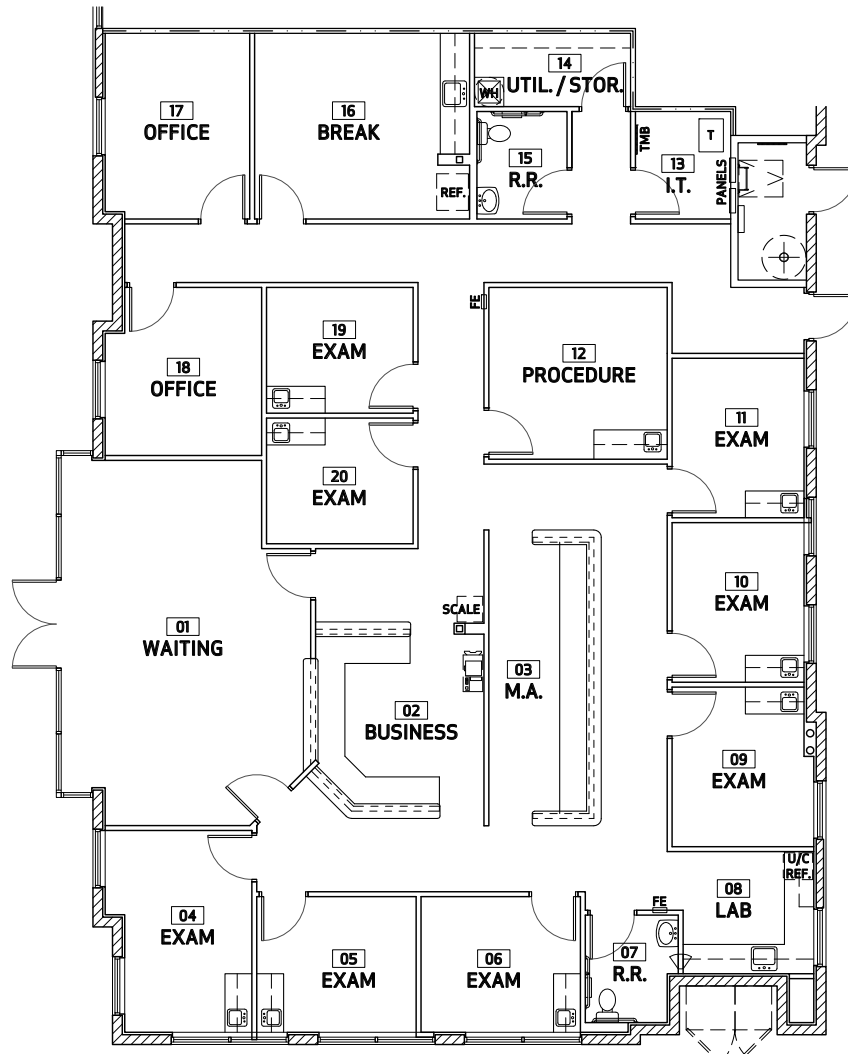 14
UTIL. / STOR.
WH
17
OFFICE
16
BREAK
15
R.R.
REF.
TMB
T
13
I.T.
PANELS
FE
19
EXAM
12
PROCEDURE
18
OFFICE
11
EXAM
20
EXAM
10
EXAM
SCALE
01
WAITING
03
M.A.
02
BUSINESS
09
EXAM
U/C
REF.
08
LAB
FE
04
EXAM
05
EXAM
06
EXAM
07
R.R.